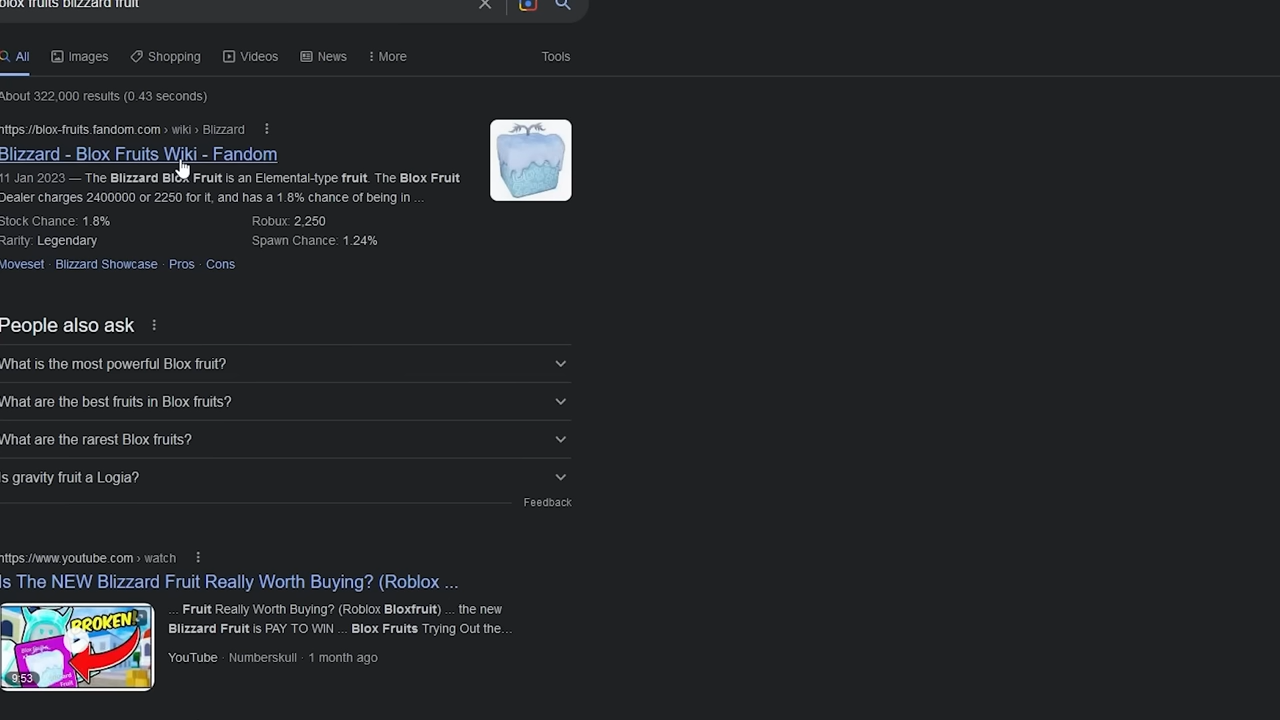 blox fruits blizzard fruit
All Images Shopping Videos News More Tools
About 322,000 results (0.43 seconds)
https://blox-fruits.fandom.com › wiki › Blizzard
Blizzard - Blox Fruits Wiki - Fandom
11 Jan 2023 — The Blizzard Blox Fruit is an Elemental-type fruit. The Blox Fruit
Dealer charges 2400000 or 2250 for it, and has a 1.8% chance of being in ...
Stock Chance: 1.8% Robux: 2,250
Rarity: Legendary Spawn Chance: 1.24%
Moveset · Blizzard Showcase · Pros · Cons
People also ask
What is the most powerful Blox fruit?
What are the best fruits in Blox fruits?
What are the rarest Blox fruits?
Is gravity fruit a Logia?
Feedback
https://www.youtube.com › watch
Is The NEW Blizzard Fruit Really Worth Buying? (Roblox ...
... Fruit Really Worth Buying? (Roblox Bloxfruit) ... the new
Blizzard Fruit is PAY TO WIN ... Blox Fruits Trying Out the...
YouTube · Numberskull · 1 month ago
BROKEN!
9:53
Fruit